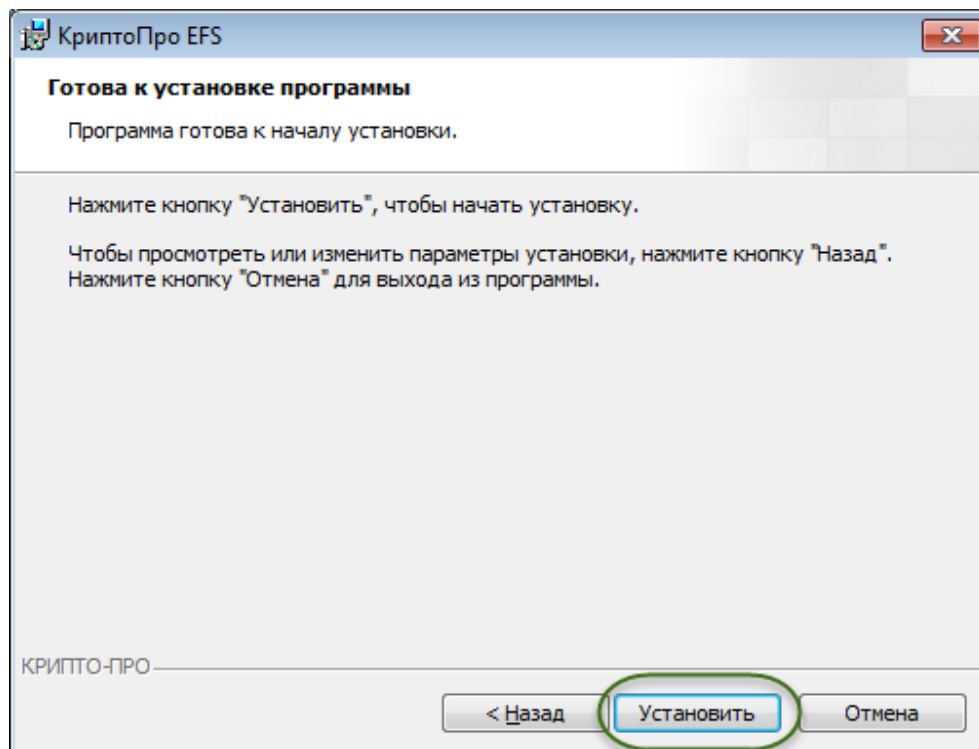 КриптоПро EFS
Готова к установке программы
Программа готова к началу установки.
Нажмите кнопку "Установить", чтобы начать установку.
Чтобы просмотреть или изменить параметры установки, нажмите кнопку "Назад".
Нажмите кнопку "Отмена" для выхода из программы.
КРИПТО-ПРО
< Назад
Установить
Отмена